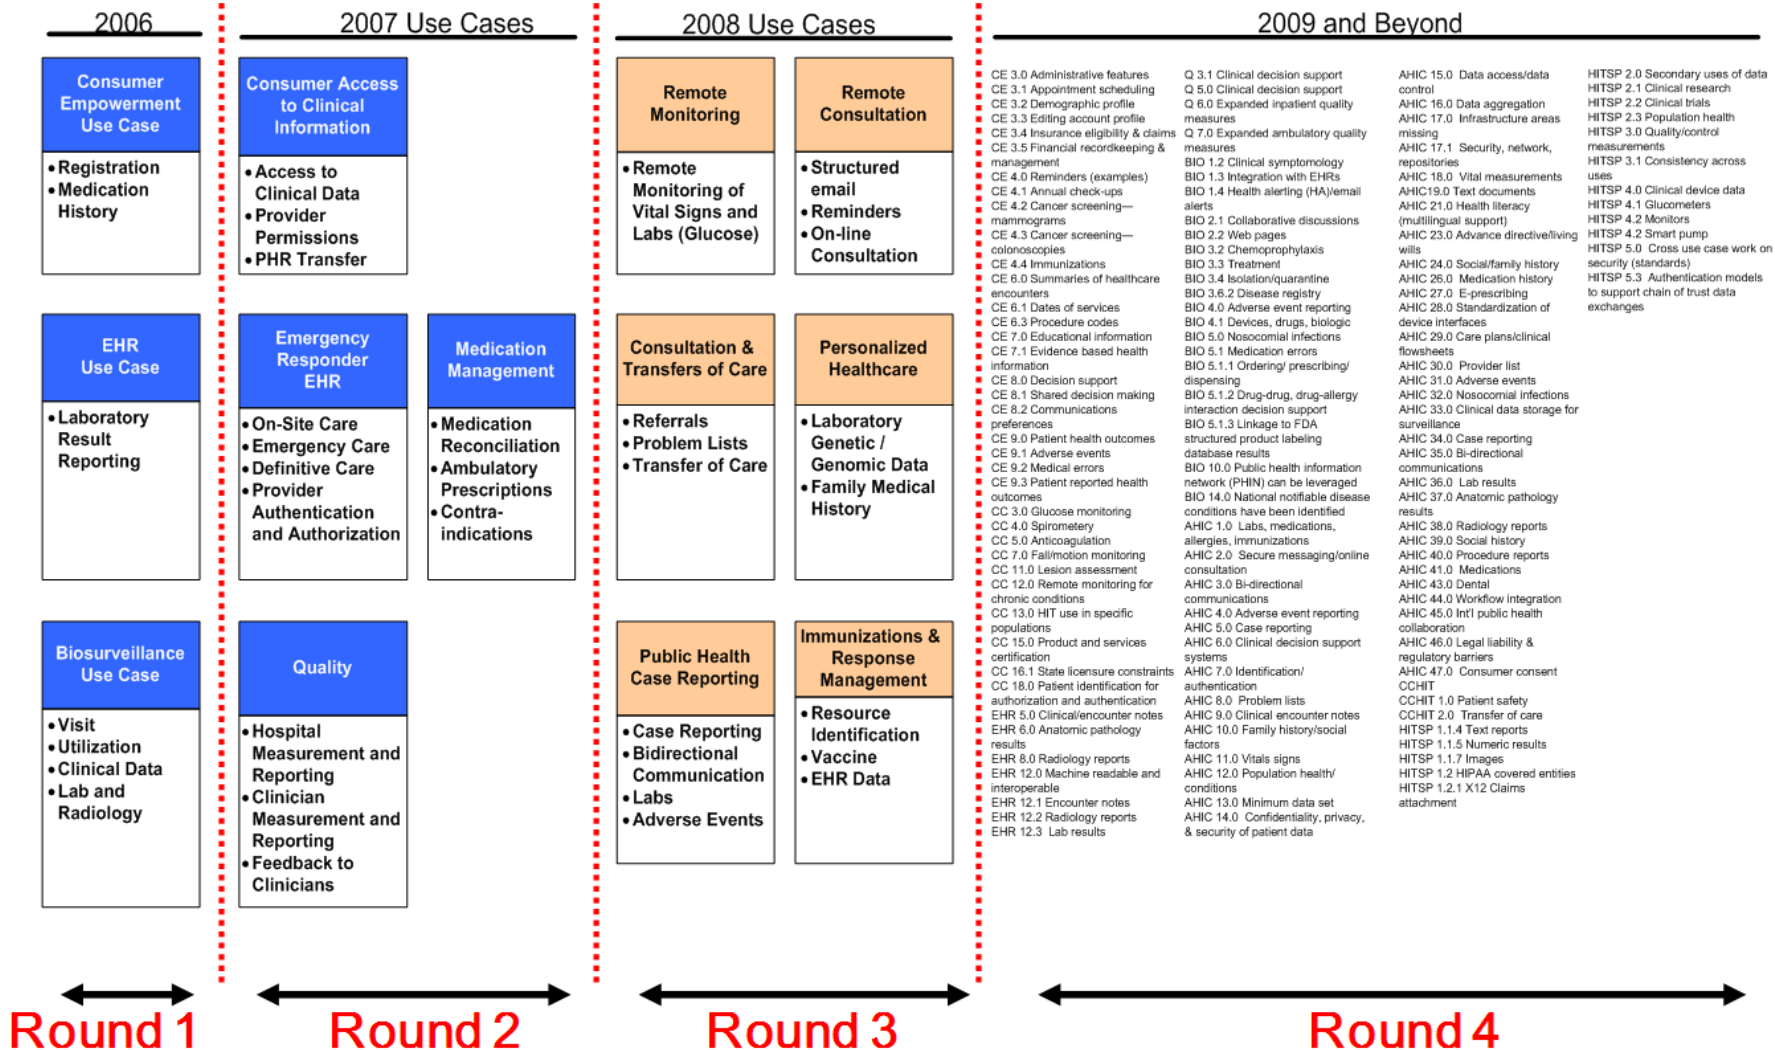 2006
2007 Use Cases
2008 Use Cases
2009 and Beyond
Consumer
Empowerment
Use Case
• Registration
• Medication
History
EHR
Use Case
• Laboratory
Result
Reporting
Biosurveillance
Use Case
• Visit
• Utilization
• Clinical Data
• Lab and
Radiology
Consumer Access
to Clinical
Information
• Access to
Clinical Data
• Provider
Permissions
• PHR Transfer
Emergency
Responder
EHR
• On-Site Care
• Emergency Care
• Definitive Care
• Provider
Authentication
and Authorization
Medication
Management
• Medication
Reconciliation
• Ambulatory
Prescriptions
• Contra-
indications
Quality
• Hospital
Measurement and
Reporting
• Clinician
Measurement and
Reporting
• Feedback to
Clinicians
Remote
Monitoring
• Remote
Monitoring of
Vital Signs and
Labs (Glucose)
Remote
Consultation
• Structured
email
• Reminders
• On-line
Consultation
Consultation &
Transfers of Care
• Referrals
• Problem Lists
• Transfer of Care
Personalized
Healthcare
• Laboratory
Genetic /
Genomic Data
• Family Medical
History
Public Health
Case Reporting
• Case Reporting
• Bidirectional
Communication
• Labs
• Adverse Events
Immunizations &
Response
Management
• Resource
Identification
• Vaccine
• EHR Data
CE 3.0 Administrative features
CE 3.1 Appointment scheduling
CE 3.2 Demographic profile
CE 3.3 Editing account profile
CE 3.4 Insurance eligibility & claims
CE 3.5 Financial recordkeeping &
management
CE 4.0 Reminders (examples)
CE 4.1 Annual check-ups
CE 4.2 Cancer screening—
mammograms
CE 4.3 Cancer screening—
colonoscopies
CE 4.4 Immunizations
CE 6.0 Summaries of healthcare
encounters
CE 6.1 Dates of services
CE 6.3 Procedure codes
CE 7.0 Educational information
CE 7.1 Evidence based health
information
CE 8.0 Decision support
CE 8.1 Shared decision making
CE 8.2 Communications
preferences
CE 9.0 Patient health outcomes
CE 9.1 Adverse events
CE 9.2 Medical errors
CE 9.3 Patient reported health
outcomes
CC 3.0 Glucose monitoring
CC 4.0 Spirometery
CC 5.0 Anticoagulation
CC 7.0 Fall/motion monitoring
CC 11.0 Lesion assessment
CC 12.0 Remote monitoring for
chronic conditions
CC 13.0 HIT use in specific
populations
CC 15.0 Product and services
certification
CC 16.1 State licensure constraints
CC 18.0 Patient identification for
authorization and authentication
EHR 5.0 Clinical/encounter notes
EHR 6.0 Anatomic pathology
results
EHR 8.0 Radiology reports
EHR 12.0 Machine readable and
interoperable
EHR 12.1 Encounter notes
EHR 12.2 Radiology reports
EHR 12.3 Lab results
Q 3.1 Clinical decision support
Q 5.0 Clinical decision support
Q 6.0 Expanded inpatient quality
measures
Q 7.0 Expanded ambulatory quality
measures
BIO 1.2 Clinical symptomology
BIO 1.3 Integration with EHRs
BIO 1.4 Health alerting (HA)/email
alerts
BIO 2.1 Collaborative discussions
BIO 2.2 Web pages
BIO 3.2 Chemoprophylaxis
BIO 3.3 Treatment
BIO 3.4 Isolation/quarantine
BIO 3.6.2 Disease registry
BIO 4.0 Adverse event reporting
BIO 4.1 Devices, drugs, biologic
BIO 5.0 Nosocomial infections
BIO 5.1 Medication errors
BIO 5.1.1 Ordering/ prescribing/
dispensing
BIO 5.1.2 Drug-drug, drug-allergy
interaction decision support
BIO 5.1.3 Linkage to FDA
structured product labeling
database results
BIO 10.0 Public health information
network (PHIN) can be leveraged
BIO 14.0 National notifiable disease
conditions have been identified
AHIC 1.0 Labs, medications,
allergies, immunizations
AHIC 2.0 Secure messaging/online
consultation
AHIC 3.0 Bi-directional
communications
AHIC 4.0 Adverse event reporting
AHIC 5.0 Case reporting
AHIC 6.0 Clinical decision support
systems
AHIC 7.0 Identification/
authentication
AHIC 8.0 Problem lists
AHIC 9.0 Clinical encounter notes
AHIC 10.0 Family history/social
factors
AHIC 11.0 Vitals signs
AHIC 12.0 Population health/
conditions
AHIC 13.0 Minimum data set
AHIC 14.0 Confidentiality, privacy,
& security of patient data
AHIC 15.0 Data access/data
control
AHIC 16.0 Data aggregation
AHIC 17.0 Infrastructure areas
missing
AHIC 17.1 Security, network,
repositories
AHIC 18.0 Vital measurements
AHIC19.0 Text documents
AHIC 21.0 Health literacy
(multilingual support)
AHIC 23.0 Advance directive/living
wills
AHIC 24.0 Social/family history
AHIC 26.0 Medication history
AHIC 27.0 E-prescribing
AHIC 28.0 Standardization of
device interfaces
AHIC 29.0 Care plans/clinical
flowsheets
AHIC 30.0 Provider list
AHIC 31.0 Adverse events
AHIC 32.0 Nosocomial infections
AHIC 33.0 Clinical data storage for
surveillance
AHIC 34.0 Case reporting
AHIC 35.0 Bi-directional
communications
AHIC 36.0 Lab results
AHIC 37.0 Anatomic pathology
results
AHIC 38.0 Radiology reports
AHIC 39.0 Social history
AHIC 40.0 Procedure reports
AHIC 41.0 Medications
AHIC 43.0 Dental
AHIC 44.0 Workflow integration
AHIC 45.0 Int'l public health
collaboration
AHIC 46.0 Legal liability &
regulatory barriers
AHIC 47.0 Consumer consent
CCHIT
CCHIT 1.0 Patient safety
CCHIT 2.0 Transfer of care
HITSP 1.1.4 Text reports
HITSP 1.1.5 Numeric results
HITSP 1.1.7 Images
HITSP 1.2 HIPAA covered entities
HITSP 1.2.1 X12 Claims
attachment
HITSP 2.0 Secondary uses of data
HITSP 2.1 Clinical research
HITSP 2.2 Clinical trials
HITSP 2.3 Population health
HITSP 3.0 Quality/control
measurements
HITSP 3.1 Consistency across
uses
HITSP 4.0 Clinical device data
HITSP 4.1 Glucometers
HITSP 4.2 Monitors
HITSP 4.2 Smart pump
HITSP 5.0 Cross use case work on
security (standards)
HITSP 5.3 Authentication models
to support chain of trust data
exchanges
Round 1
Round 2
Round 3
Round 4